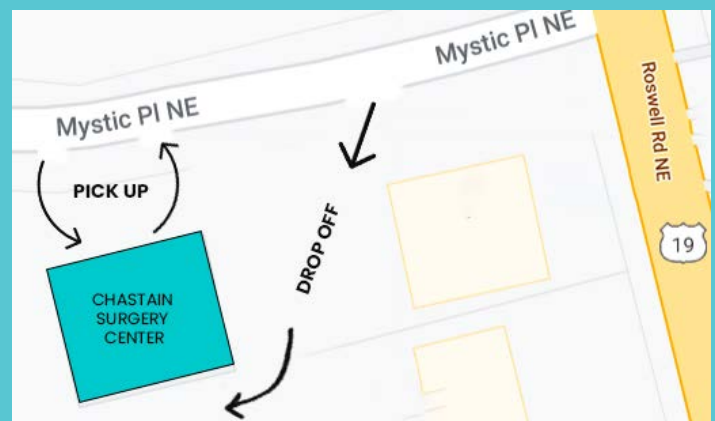 Mystic Pl NE
Mystic Pl NE
Roswell Rd NE
19
PICK UP
DROP OFF
CHASTAIN
SURGERY
CENTER